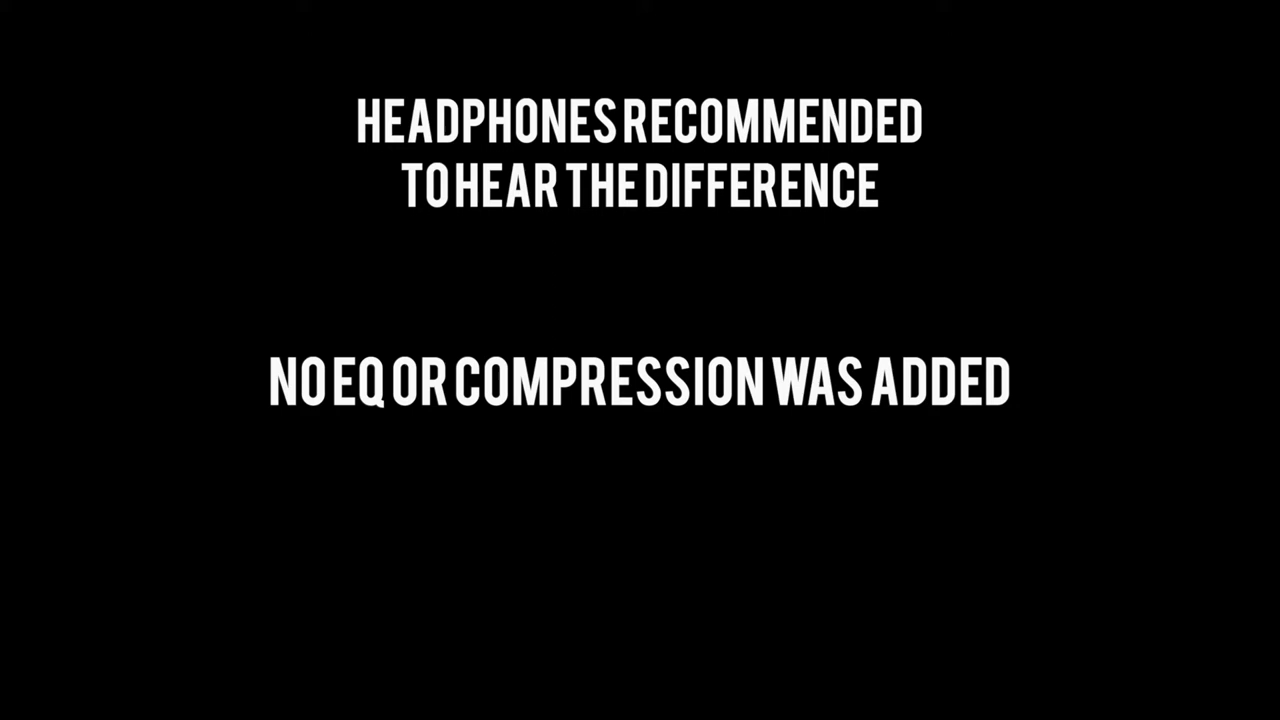 HEADPHONES RECOMMENDED
TO HEAR THE DIFFERENCE
NO EQ OR COMPRESSION WAS ADDED